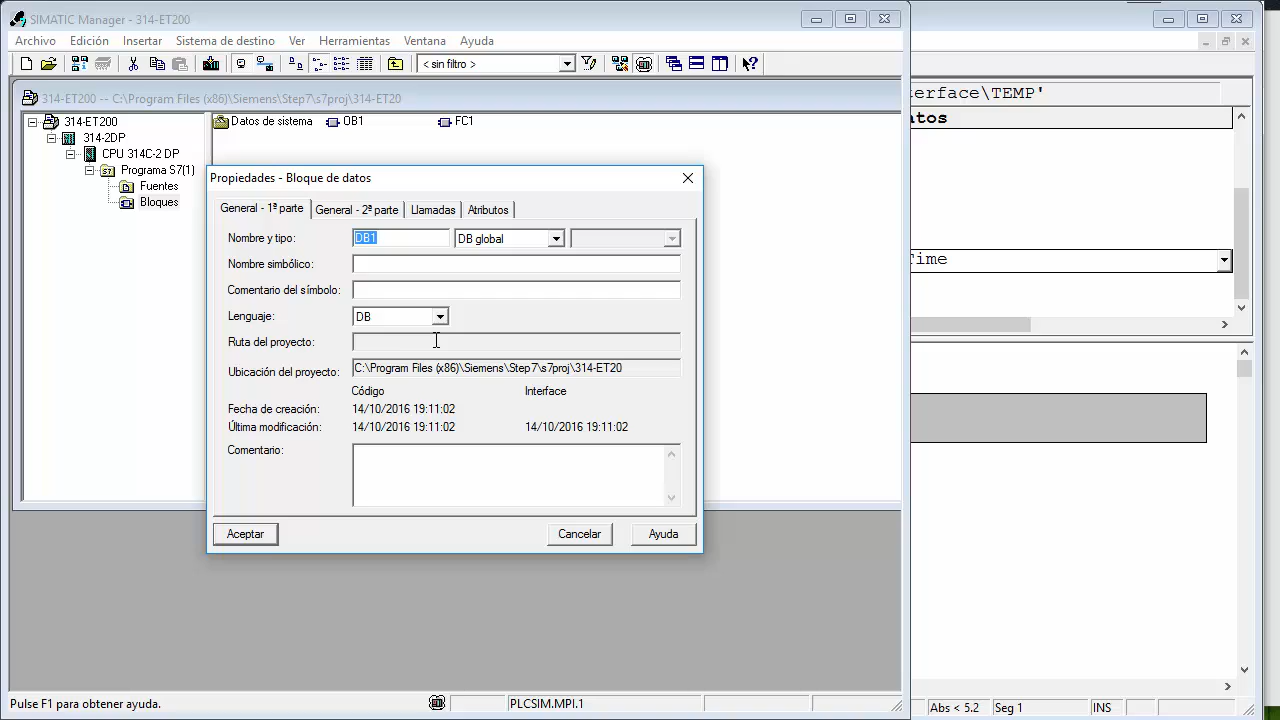 SIMATIC Manager - 314-ET200
Archivo Edición Insertar Sistema de destino Ver Herramientas Ventana Ayuda
< sin filtro >
314-ET200 -- C:\Program Files (x86)\Siemens\Step7\s7proj\314-ET20
314-ET200
314-2DP
CPU 314C-2 DP
Programa S7(1)
Fuentes
Bloques
Datos de sistema OB1 FC1
Propiedades - Bloque de datos
General - 1ª parte General - 2ª parte Llamadas Atributos
Nombre y tipo: DB1 DB global
Nombre simbólico:
Comentario del símbolo:
Lenguaje: DB
Ruta del proyecto:
Ubicación del proyecto: C:\Program Files (x86)\Siemens\Step7\s7proj\314-ET20
Código Interface
Fecha de creación: 14/10/2016 19:11:02
Última modificación: 14/10/2016 19:11:02 14/10/2016 19:11:02
Comentario:
Aceptar Cancelar Ayuda
erface\TEMP'
atos
Time
Pulse F1 para obtener ayuda. PLCSIM.MPI.1
Abs < 5.2 Seg 1 INS